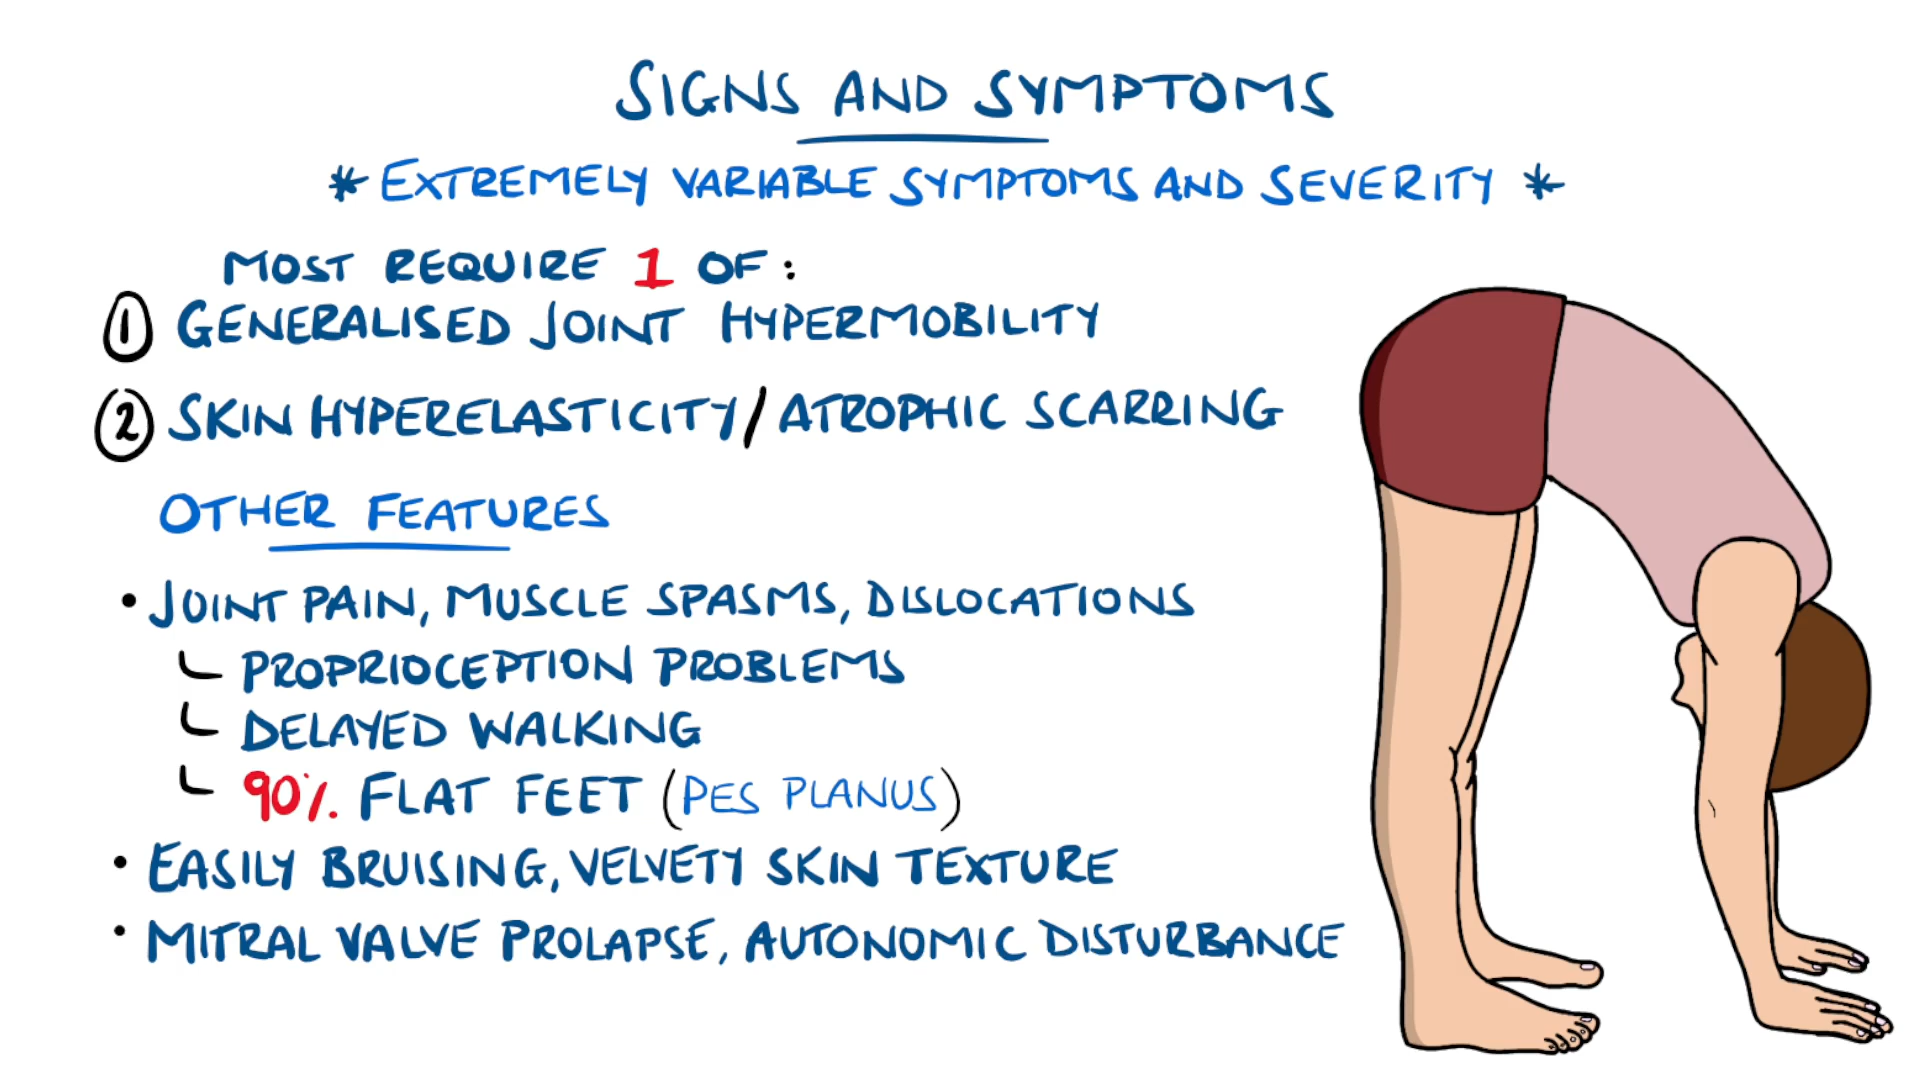 SIGNS AND SYMPTOMS
* EXTREMELY VARIABLE SYMPTOMS AND SEVERITY *
MOST REQUIRE 1 OF:
1 GENERALISED JOINT HYPERMOBILITY
2 SKIN HYPERELASTICITY/ATROPHIC SCARRING
OTHER FEATURES
• JOINT PAIN, MUSCLE SPASMS, DISLOCATIONS
PROPRIOCEPTION PROBLEMS
DELAYED WALKING
90% FLAT FEET (PES PLANUS)
• EASILY BRUISING, VELVETY SKIN TEXTURE
• MITRAL VALVE PROLAPSE, AUTONOMIC DISTURBANCE